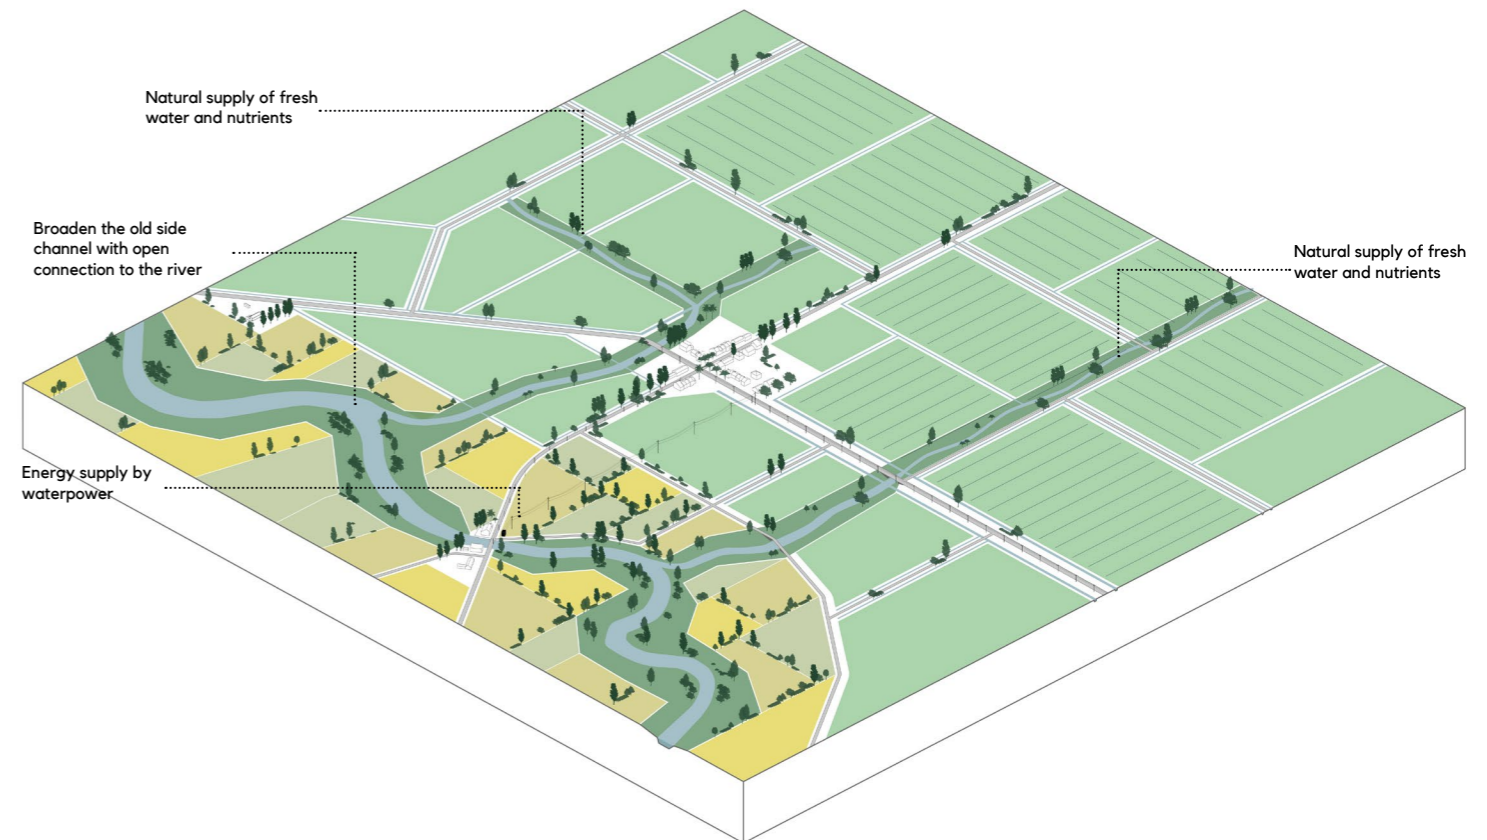 Natural supply of fresh
water and nutrients
Broaden the old side
channel with open
connection to the river
Natural supply of fresh
water and nutrients
Energy supply by
waterpower